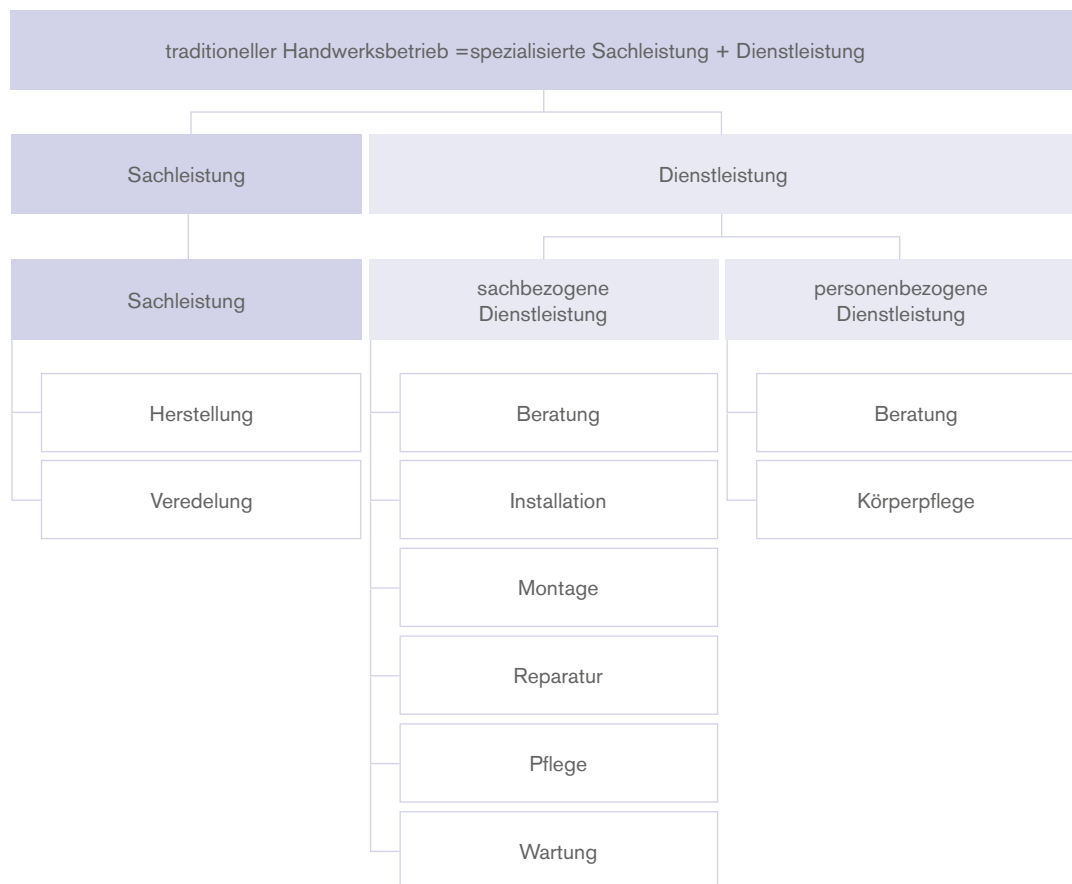 traditioneller Handwerksbetrieb =spezialisierte Sachleistung + Dienstleistung
Sachleistung
Dienstleistung
Sachleistung
sachbezogene
Dienstleistung
personenbezogene
Dienstleistung
Herstellung
Veredelung
Beratung
Installation
Montage
Reparatur
Pflege
Wartung
Beratung
Körperpflege